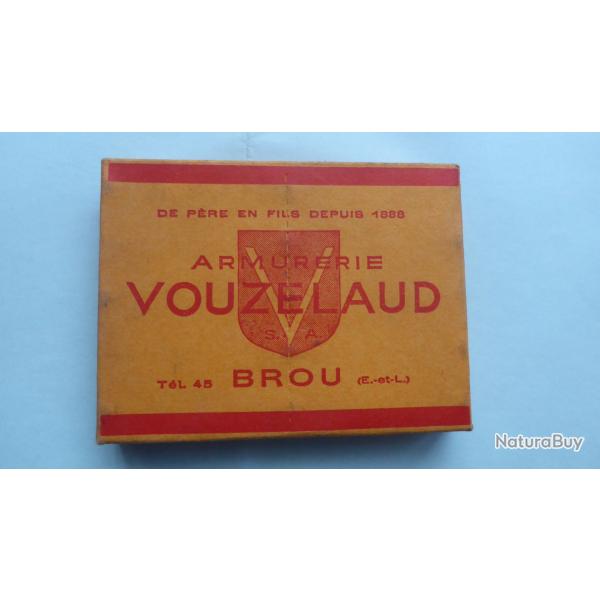 DE PÈRE EN FILS DEPUIS 1888
ARMURERIE
VOUZELAUD
S. A.
Tél. 45 BROU (E.-et-L.)
NaturaBuy